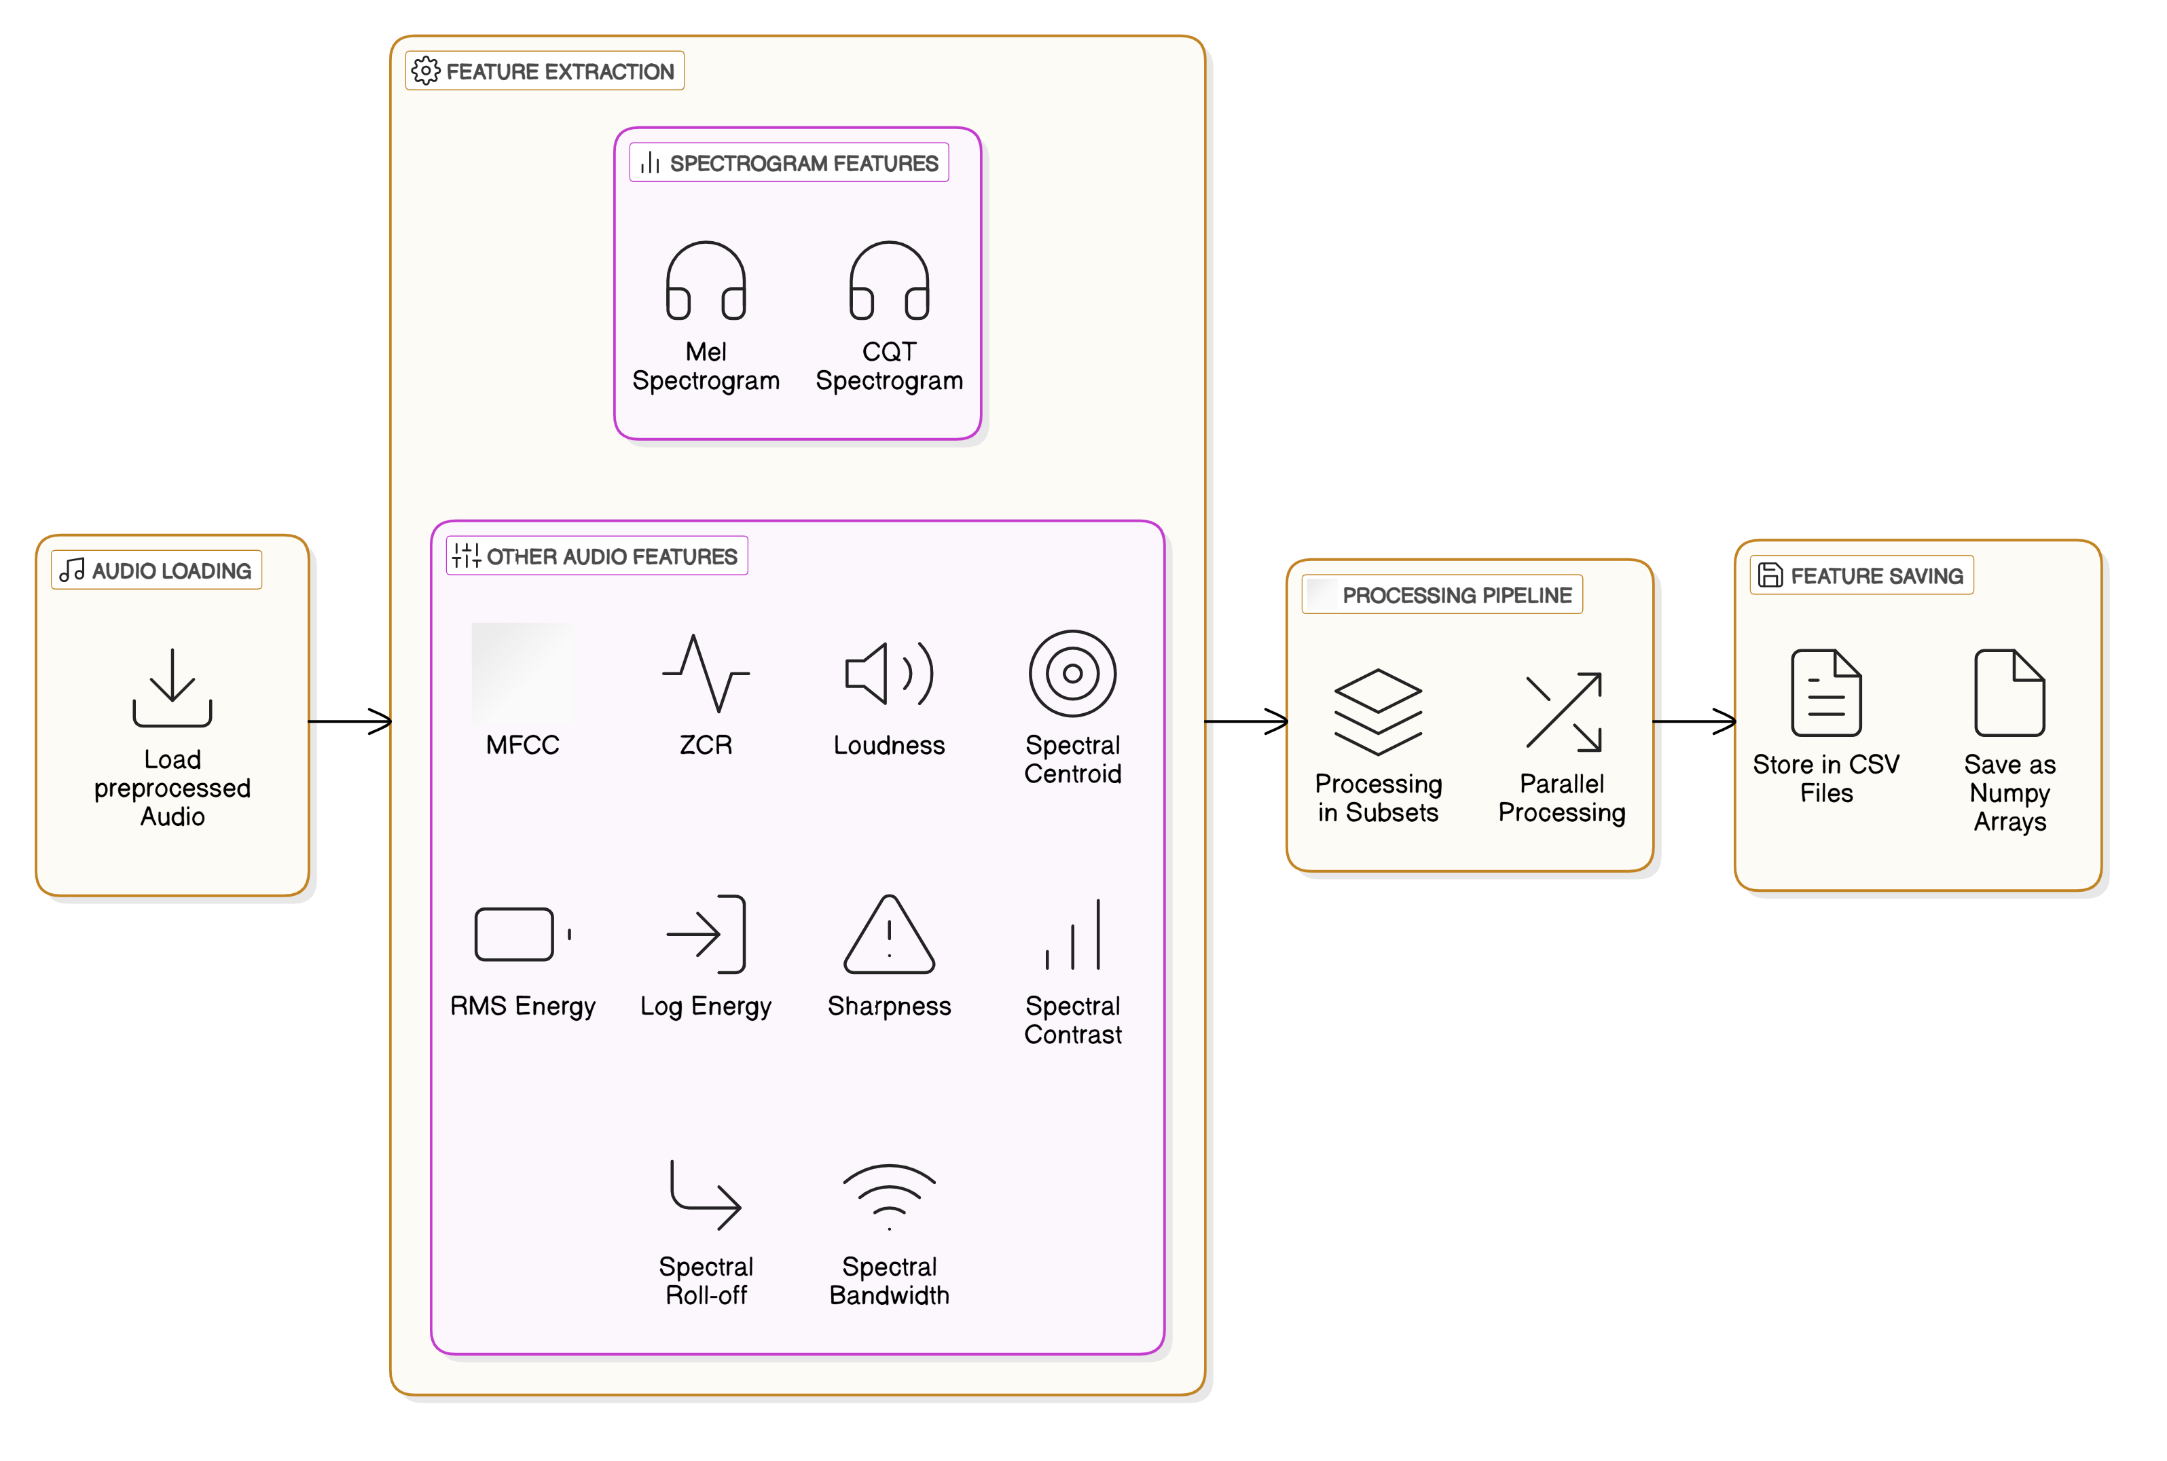 FEATURE EXTRACTION
SPECTROGRAM FEATURES
Mel
Spectrogram
CQT
Spectrogram
AUDIO LOADING
Load
preprocessed
Audio
OTHER AUDIO FEATURES
MFCC
ZCR
Loudness
Spectral
Centroid
RMS Energy
Log Energy
Sharpness
Spectral
Contrast
Spectral
Roll-off
Spectral
Bandwidth
PROCESSING PIPELINE
Processing
in Subsets
Parallel
Processing
FEATURE SAVING
Store in CSV
Files
Save as
Numpy
Arrays